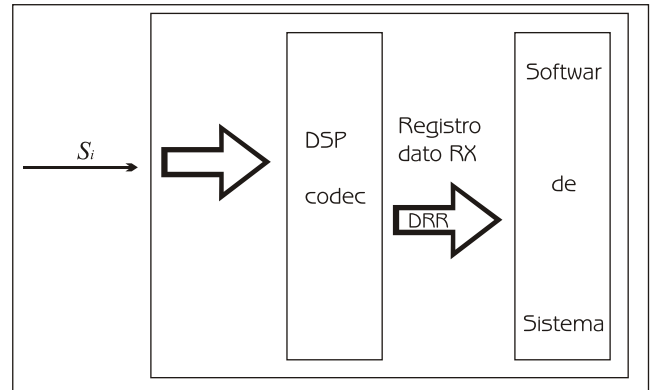 Si
DSP
codec
Registro
dato RX
DRR
Softwar
de
Sistema